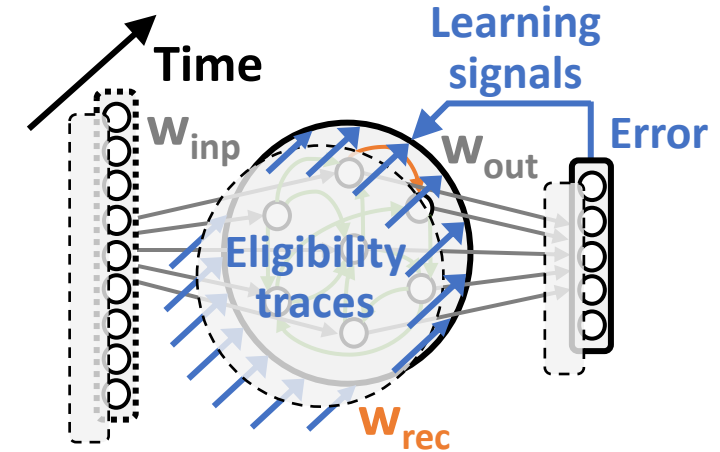 Learning
signals
Time
w_inp
w_out
Error
Eligibility
traces
w_rec